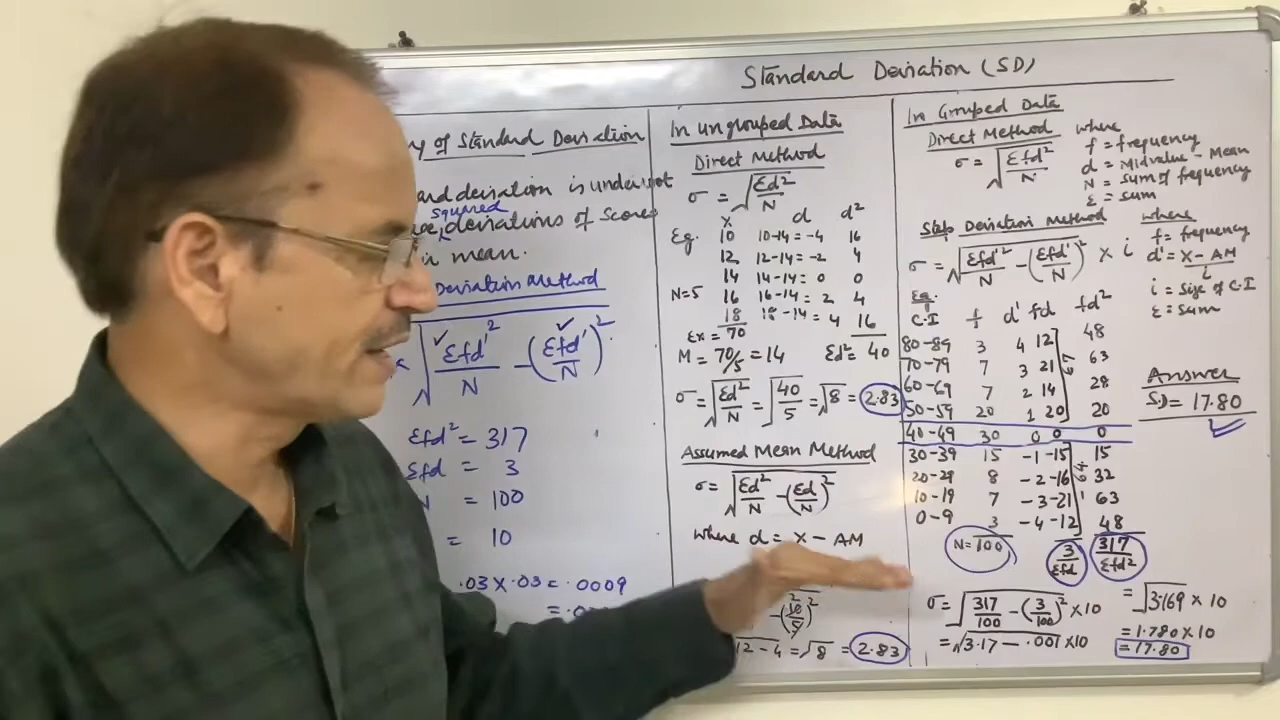 Standard Deviation (SD)
y of Standard Deviation
ard deviation is underroot
squared
deviations of Scores
in mean.
Deviation Method
√ Σfd'²/N − (Σfd'/N)²
Σfd² = 317
Σfd = 3
N = 100
= 10
.03 × .03 = .0009
In ungrouped Data
Direct Method
σ = √ Σd²/N
x d d²
Eg. 10 10-14 = -4 16
12 12-14 = -2 4
14 14-14 = 0 0
N=5 16 16-14 = 2 4
18 18-14 = 4 16
Σx = 70
M = 70/5 = 14 Σd² = 40
σ = √ Σd²/N = √ 40/5 = √8 = 2.83
Assumed Mean Method
σ = √ Σd²/N − (Σd/N)²
where d = x − AM
12 − 4 = √8 = 2.83
In Grouped Data
Direct Method
σ = √ Σfd²/N
where
f = frequency
d = Midvalue − Mean
N = sum of frequency
Σ = sum
Step Deviation Method
σ = √ Σfd'²/N − (Σfd'/N)² × i
where
f = frequency
d' = X − AM / i
i = Size of C.I
Σ = Sum
Eg.
C.I f d' fd fd²
80-89 3 4 12 48
70-79 7 3 21 63
60-69 7 2 14 28
50-59 20 1 20 20
40-49 30 0 0 0
30-39 15 -1 -15 15
20-29 8 -2 -16 32
10-19 7 -3 -21 63
0-9 3 -4 -12 48
N = 100 3/Σfd 317/Σfd²
σ = √ 317/100 − (3/100)² × 10
= √ 3.17 − .001 × 10
= √ 3.169 × 10
= 1.780 × 10
= 17.80
Answer
S.D = 17.80